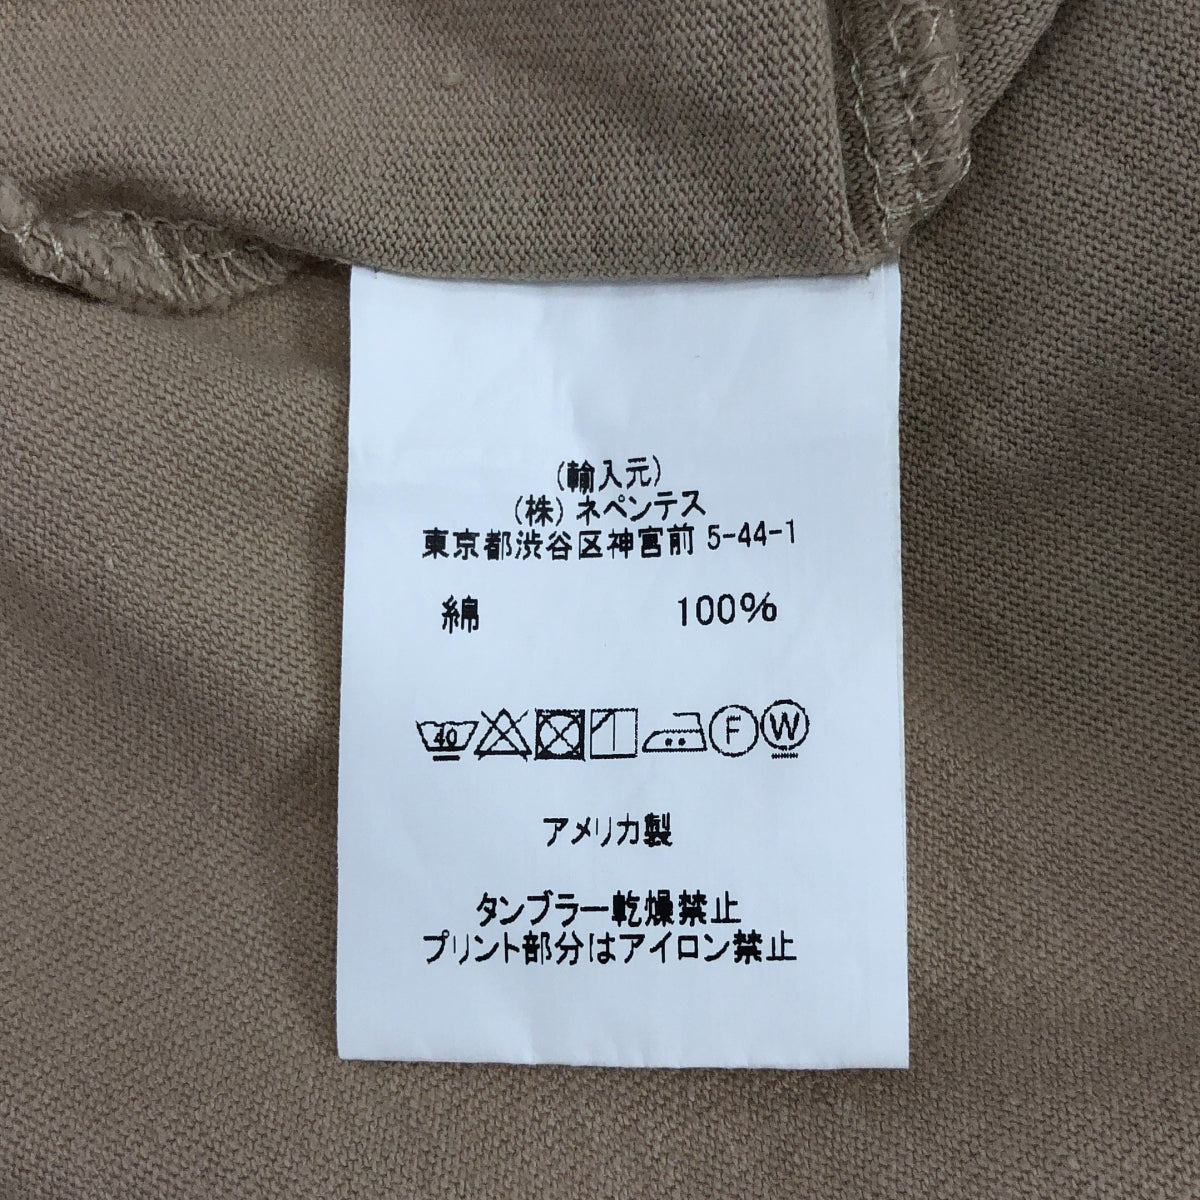 (輸入元)
(株) ネペンテス
東京都渋谷区神宮前 5-44-1
綿 100%
40 F W
アメリカ製
タンブラー乾燥禁止
プリント部分はアイロン禁止